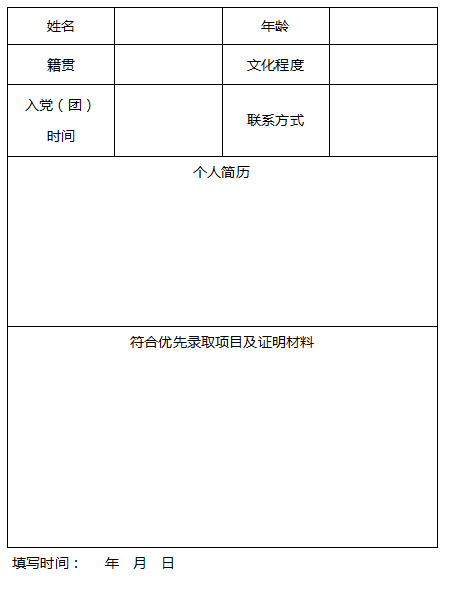 姓名
年龄
籍贯
文化程度
入党（团）
时间
联系方式
个人简历
符合优先录取项目及证明材料
填写时间： 年 月 日